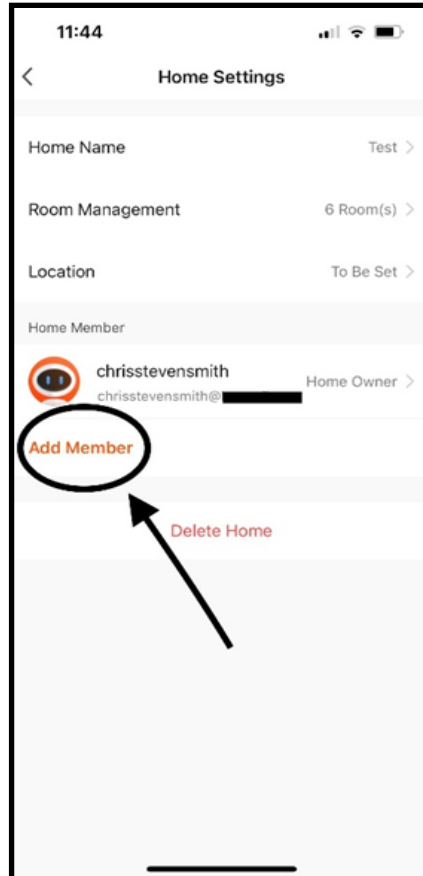 11:44
Home Settings
Home Name Test
Room Management 6 Room(s)
Location To Be Set
Home Member
chrisstevensmith
chrisstevensmith@
Home Owner
Add Member
Delete Home